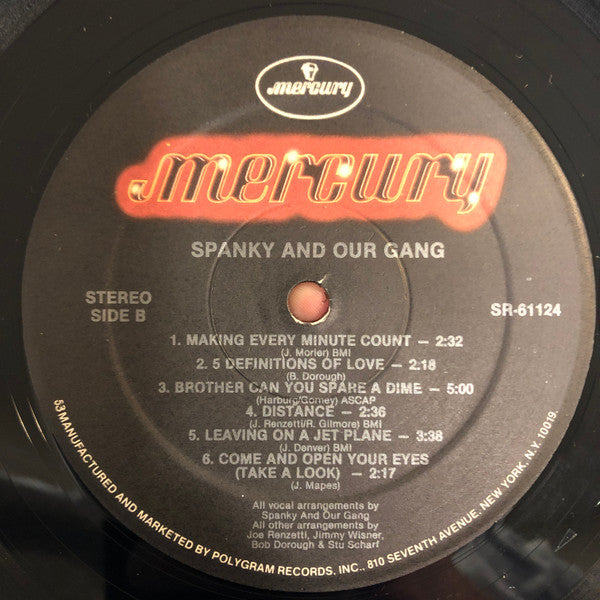 mercury
mercury
SPANKY AND OUR GANG
STEREO
SIDE B
SR-61124
1. MAKING EVERY MINUTE COUNT — 2:32
(J. Morier) BMI
2. 5 DEFINITIONS OF LOVE — 2:18
(B. Dorough)
3. BROTHER CAN YOU SPARE A DIME — 5:00
(Harburg/Gorney) ASCAP
4. DISTANCE — 2:36
(J. Renzetti/R. Gilmore) BMI
5. LEAVING ON A JET PLANE — 3:38
(J. Denver) BMI
6. COME AND OPEN YOUR EYES
(TAKE A LOOK) — 2:17
(J. Mapes)
All vocal arrangements by
Spanky And Our Gang
All other arrangements by
Joe Renzetti, Jimmy Wisner,
Bob Dorough & Stu Scharf
53 MANUFACTURED AND MARKETED BY POLYGRAM RECORDS, INC., 810 SEVENTH AVENUE, NEW YORK, N.Y. 10019.